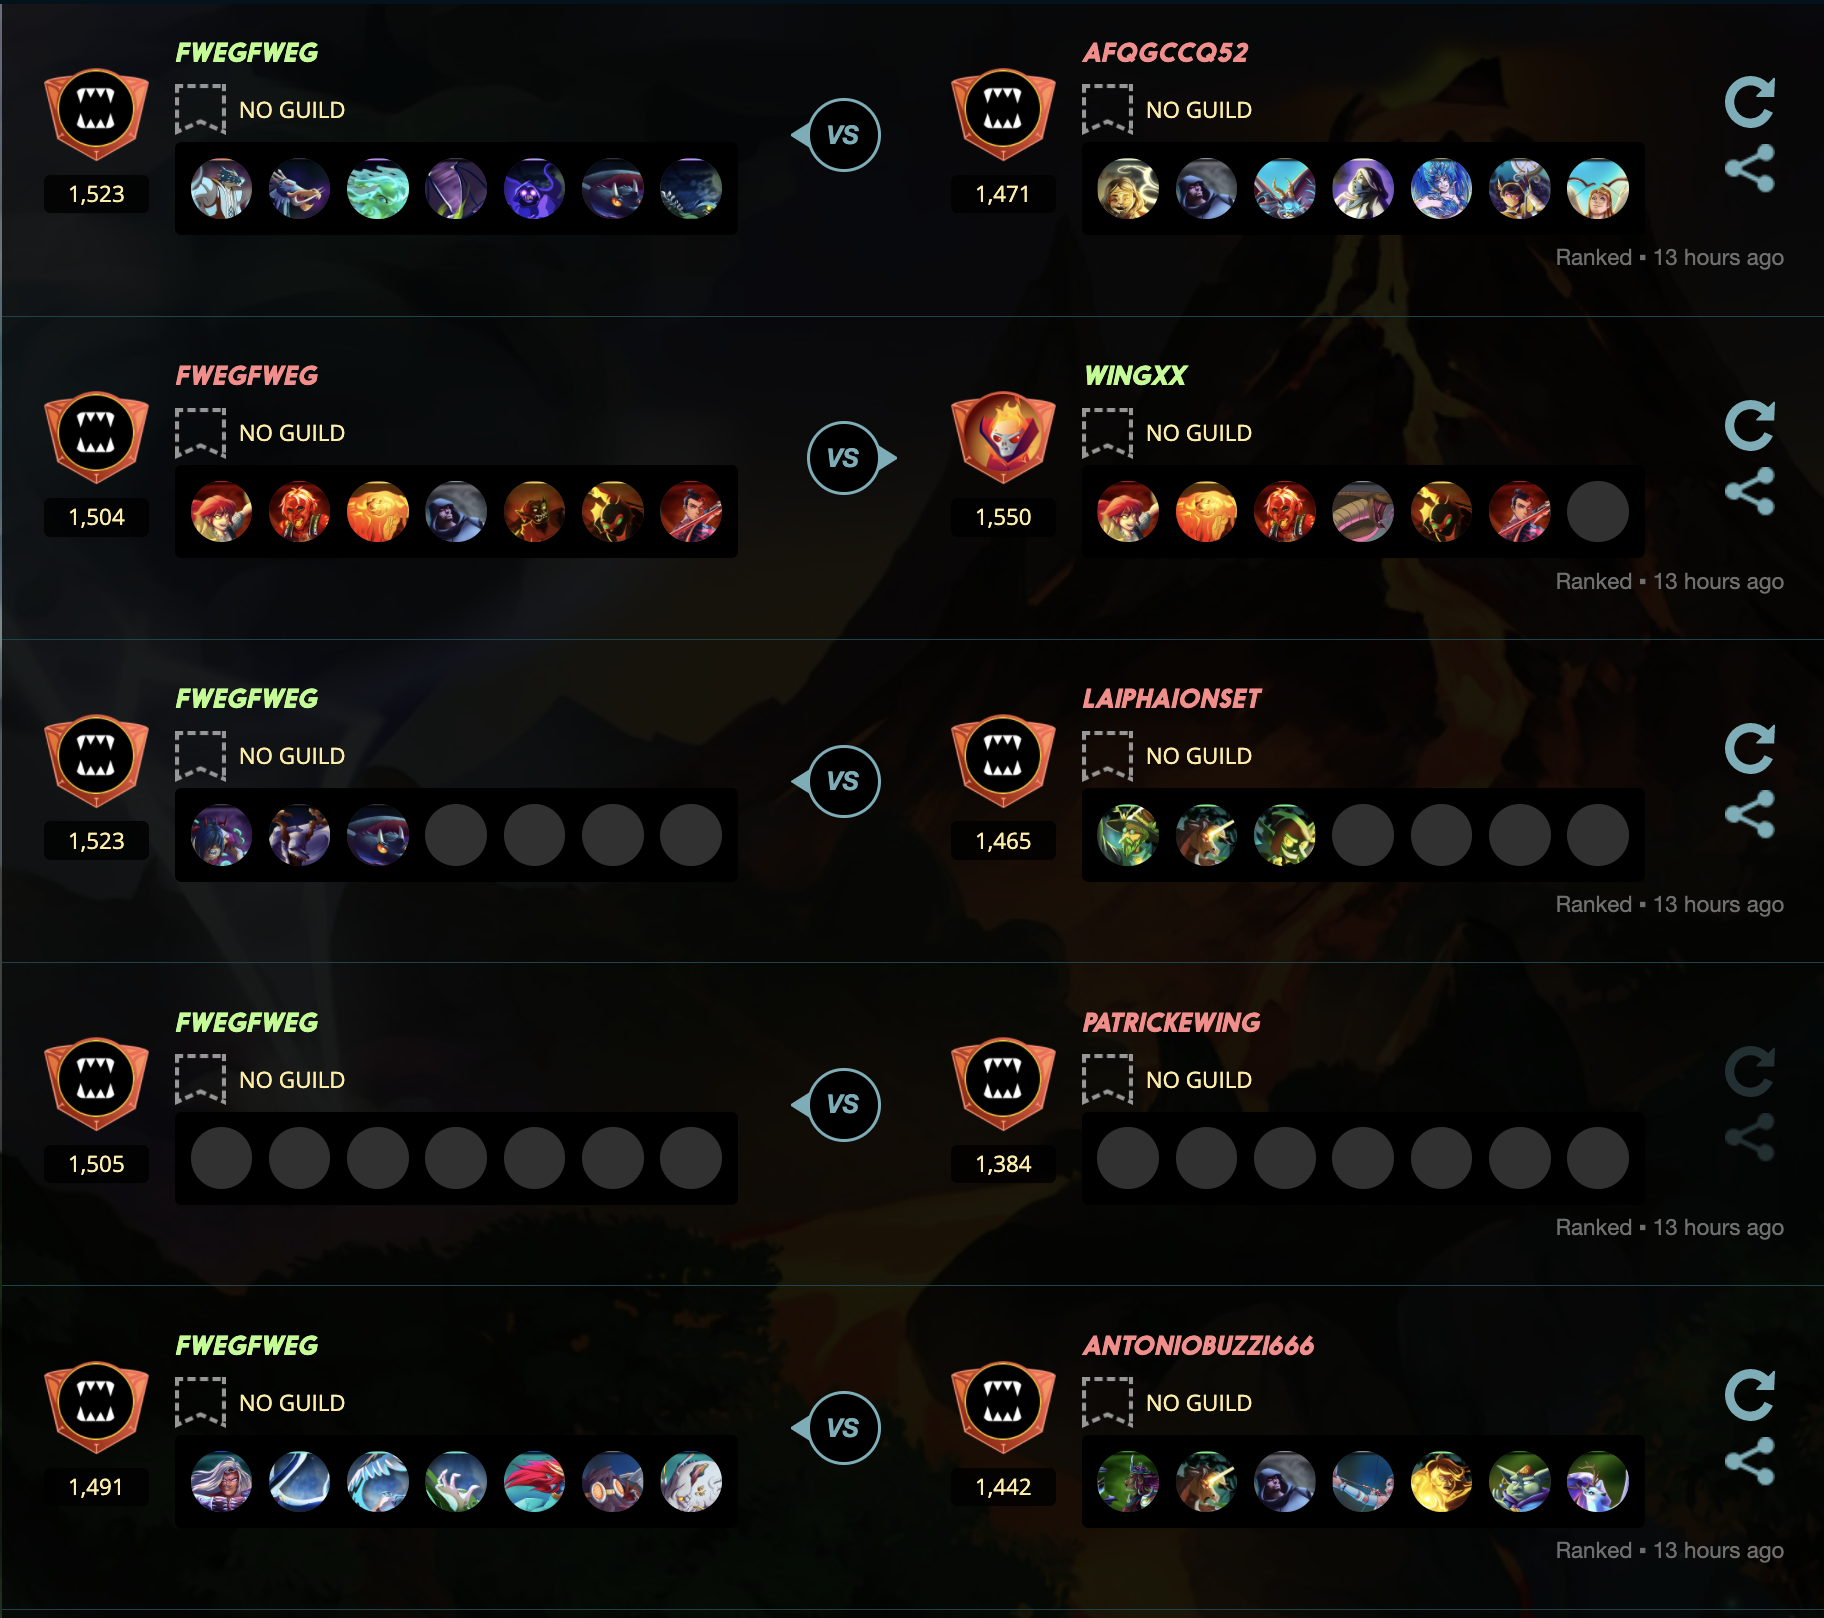 FWEGFWEG
NO GUILD
1,523
VS
AFQGCCQ52
NO GUILD
1,471
Ranked ▪ 13 hours ago
FWEGFWEG
NO GUILD
1,504
VS
WINGXX
NO GUILD
1,550
Ranked ▪ 13 hours ago
FWEGFWEG
NO GUILD
1,523
VS
LAIPHAIONSET
NO GUILD
1,465
Ranked ▪ 13 hours ago
FWEGFWEG
NO GUILD
1,505
VS
PATRICKEWING
NO GUILD
1,384
Ranked ▪ 13 hours ago
FWEGFWEG
NO GUILD
1,491
VS
ANTONIOBUZZI666
NO GUILD
1,442
Ranked ▪ 13 hours ago